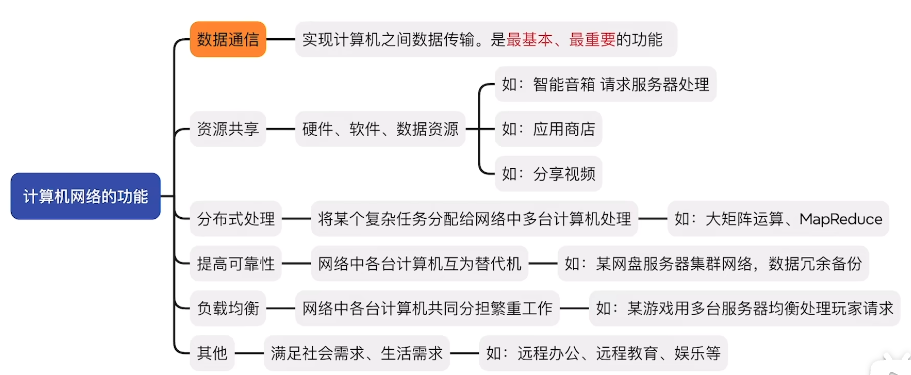 计算机网络的功能
数据通信
实现计算机之间数据传输。是最基本、最重要的功能
资源共享
硬件、软件、数据资源
如：智能音箱 请求服务器处理
如：应用商店
如：分享视频
分布式处理
将某个复杂任务分配给网络中多台计算机处理
如：大矩阵运算、MapReduce
提高可靠性
网络中各台计算机互为替代机
如：某网盘服务器集群网络，数据冗余备份
负载均衡
网络中各台计算机共同分担繁重工作
如：某游戏用多台服务器均衡处理玩家请求
其他
满足社会需求、生活需求
如：远程办公、远程教育、娱乐等